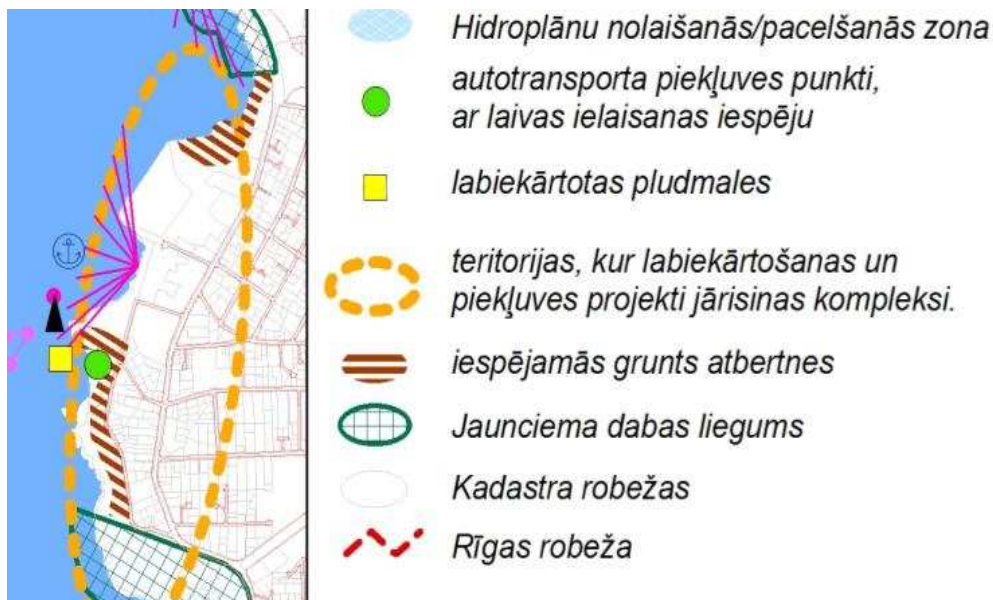 Hidroplānu nolaišanās/pacelšanās zona
autotransporta piekļuves punkti,
ar laivas ielaisanas iespēju
labiekārtotas pludmales
teritorijas, kur labiekārtošanas un
piekļuves projekti jārisinas kompleksi.
iespējamās grunts atbertnes
Jaunciema dabas liegums
Kadastra robežas
Rīgas robeža